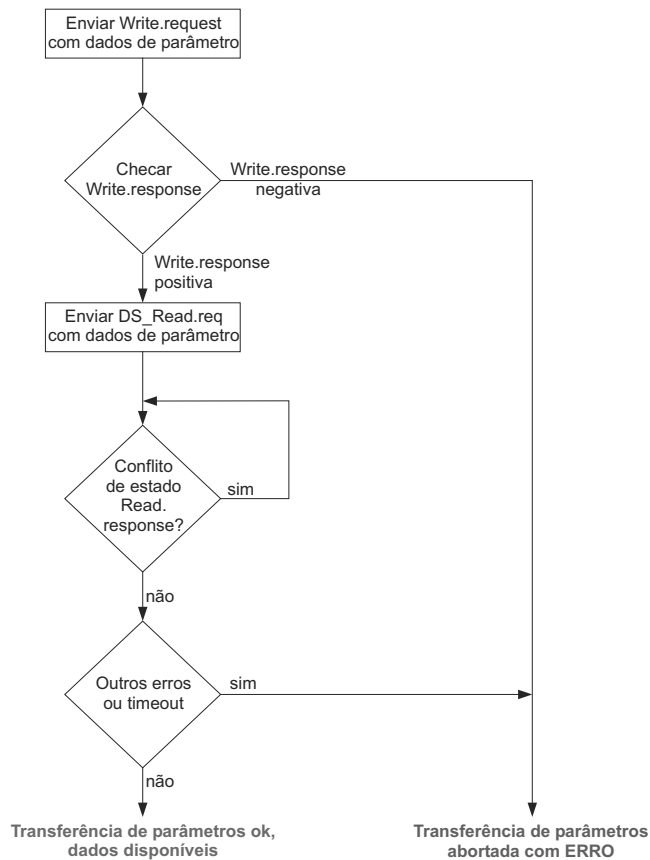 Enviar Write.request
com dados de parâmetro
Checar
Write.response
Write.response
negativa
Write.response
positiva
Enviar DS_Read.req
com dados de parâmetro
Conflito
de estado
Read.
response?
sim
não
Outros erros
ou timeout
sim
não
Transferência de parâmetros ok,
dados disponíveis
Transferência de parâmetros
abortada com ERRO